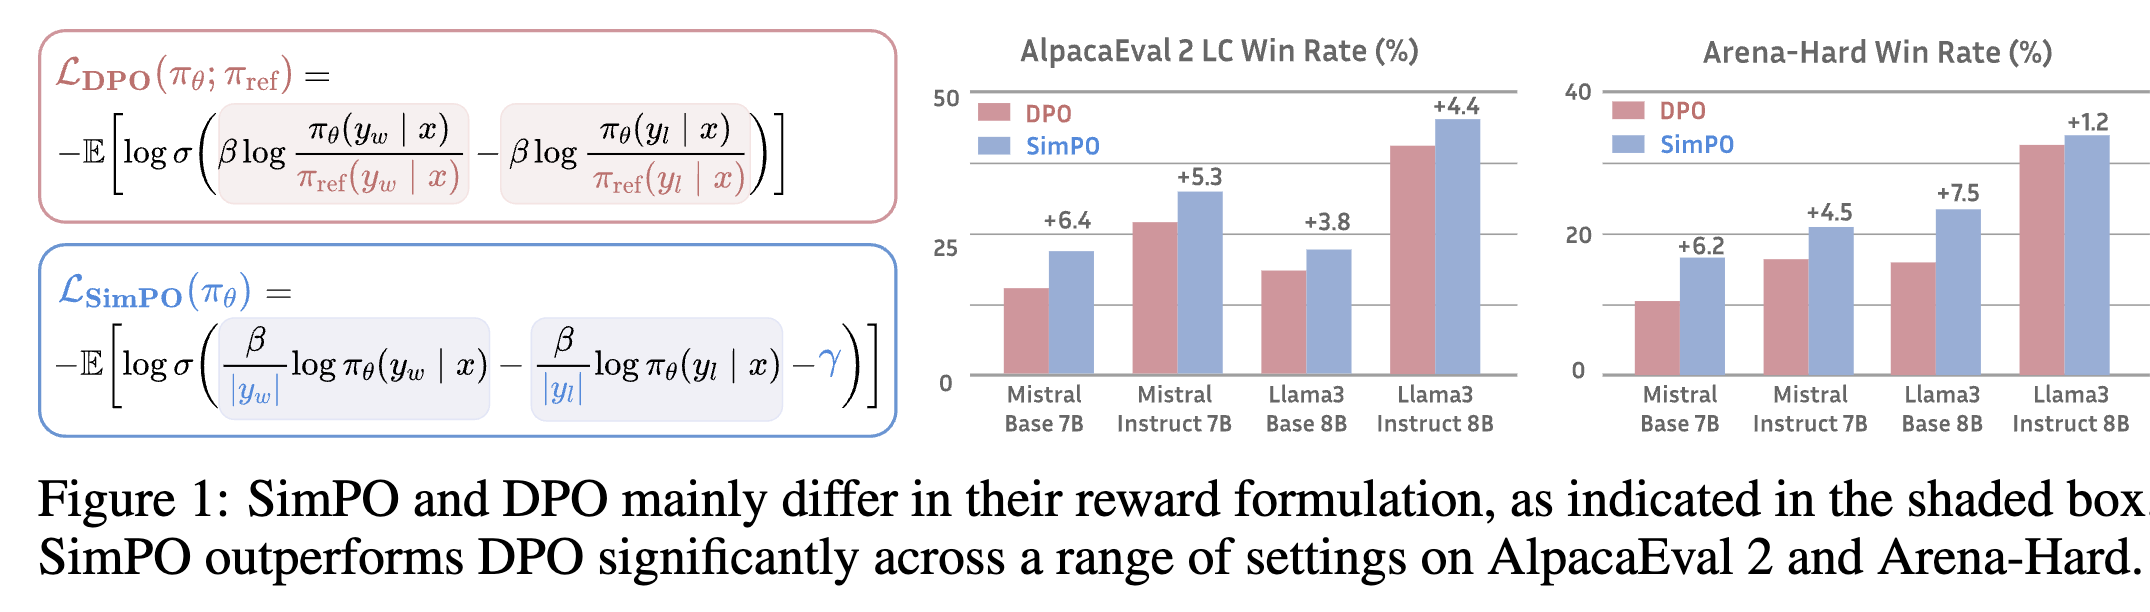 ℒ_DPO(π_θ; π_ref) =
−𝔼[log σ(β log π_θ(y_w | x) / π_ref(y_w | x) − β log π_θ(y_l | x) / π_ref(y_l | x))]
ℒ_SimPO(π_θ) =
−𝔼[log σ(β / |y_w| log π_θ(y_w | x) − β / |y_l| log π_θ(y_l | x) − γ)]
AlpacaEval 2 LC Win Rate (%)
50
25
0
DPO
SimPO
+6.4
+5.3
+3.8
+4.4
Mistral Base 7B
Mistral Instruct 7B
Llama3 Base 8B
Llama3 Instruct 8B
Arena-Hard Win Rate (%)
40
20
0
DPO
SimPO
+6.2
+4.5
+7.5
+1.2
Mistral Base 7B
Mistral Instruct 7B
Llama3 Base 8B
Llama3 Instruct 8B
Figure 1: SimPO and DPO mainly differ in their reward formulation, as indicated in the shaded box.
SimPO outperforms DPO significantly across a range of settings on AlpacaEval 2 and Arena-Hard.